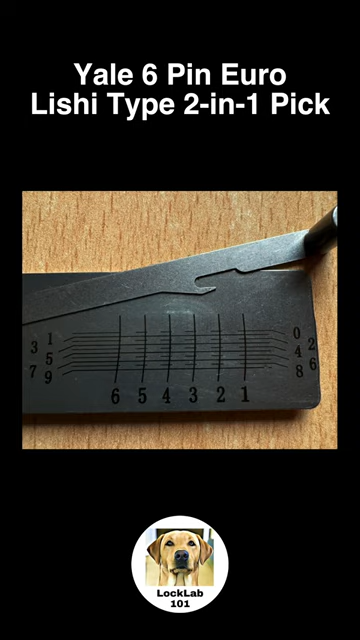 Yale 6 Pin Euro
Lishi Type 2-in-1 Pick
3 1 0 2
5 4
7 9 8 6
6 5 4 3 2 1
LockLab
101